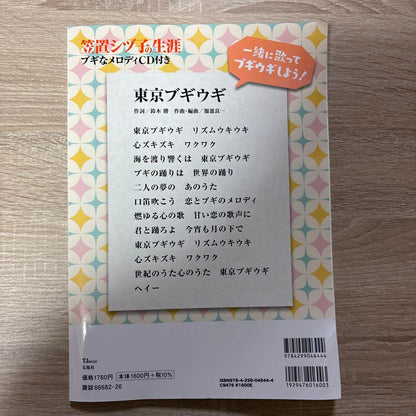 笠置シヅ子の生涯
ブギなメロディCD付き
一緒に歌って
ブギウギしよう!
東京ブギウギ
作詞/鈴木 勝 作曲・編曲/服部良一
東京ブギウギ リズムウキウキ
心ズキズキ ワクワク
海を渡り響くは 東京ブギウギ
ブギの踊りは 世界の踊り
二人の夢の あのうた
口笛吹こう 恋とブギのメロディ
燃ゆる心の歌 甘い恋の歌声に
君と踊ろよ 今宵も月の下で
東京ブギウギ リズムウキウキ
心ズキズキ ワクワク
世紀のうた心のうた 東京ブギウギ
ヘイー
TJ MOOK
宝島社
価格1760円 本体1600円+税10%
雑誌 66682-26
9784299046444
ISBN978-4-299-04644-4
C9476 ¥1600E
1929476016003